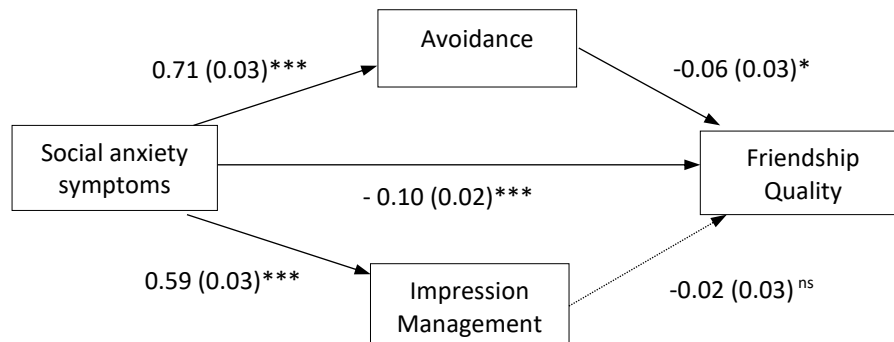 Avoidance
0.71 (0.03)***
-0.06 (0.03)*
Social anxiety
symptoms
Friendship
Quality
- 0.10 (0.02)***
0.59 (0.03)***
Impression
Management
-0.02 (0.03) ns